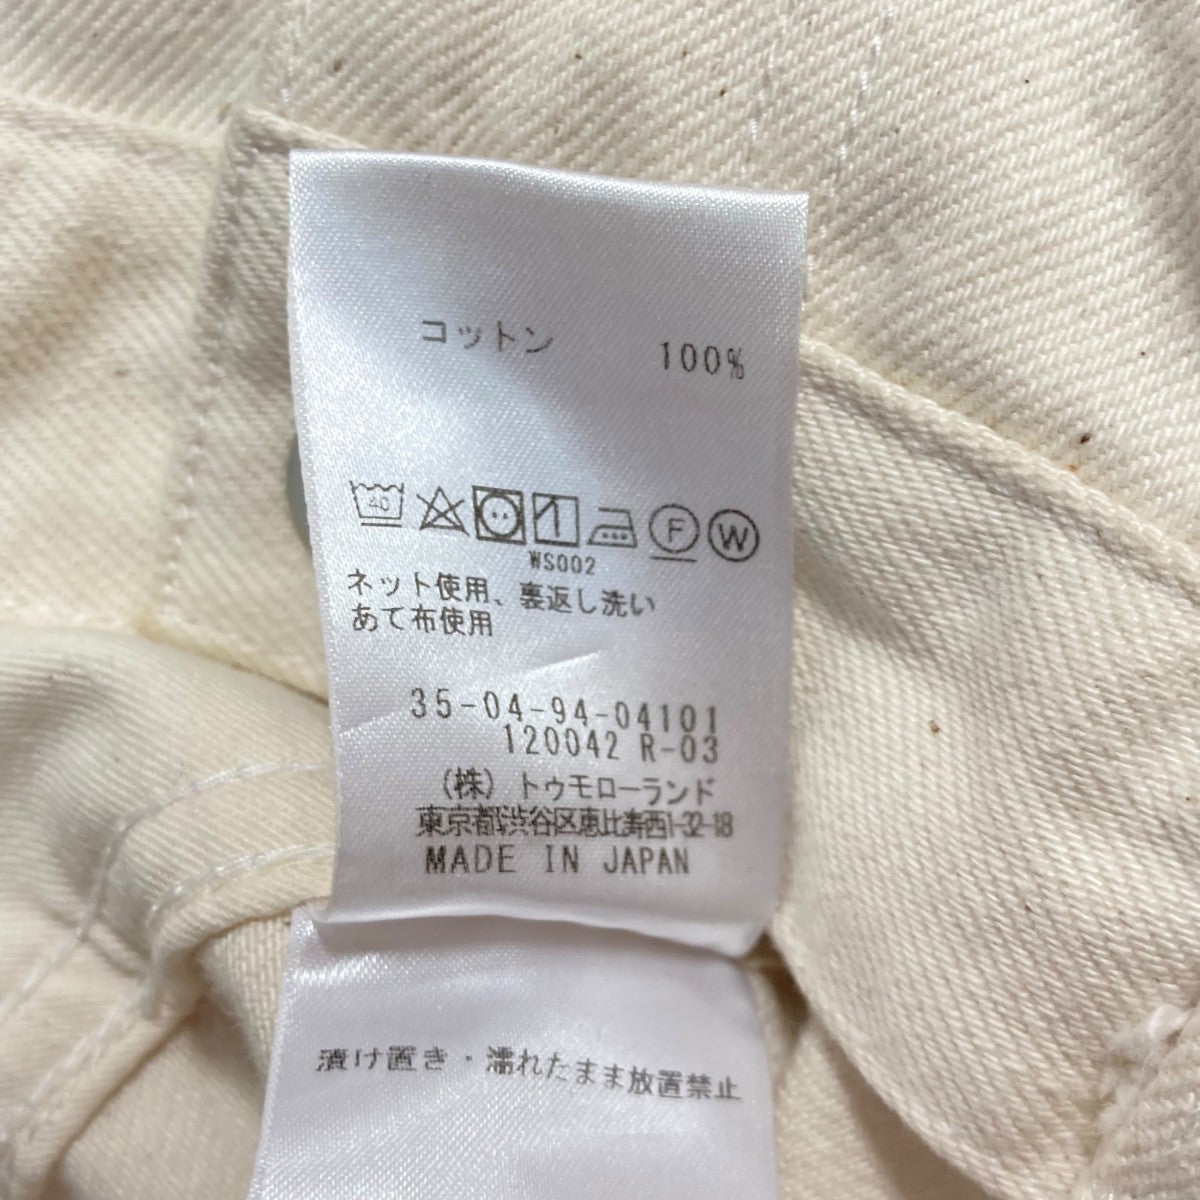 コットン 100%
40 F W
WS002
ネット使用、裏返し洗い
あて布使用
35-04-94-04101
120042 R-03
(株) トゥモローランド
東京都渋谷区恵比寿西1-32-18
MADE IN JAPAN
漬け置き・濡れたまま放置禁止